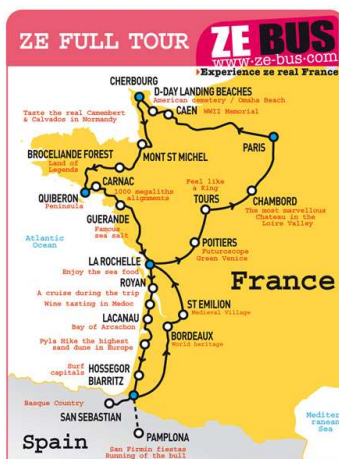 ZE FULL TOUR
ZE BUS
www.ze-bus.com
Experience ze real France
CHERBOURG
D-DAY LANDING BEACHES
American demetery / Omaha Beach
CAEN
WWII Memorial
Taste the real Camembert
& Calvados in Normandy
PARIS
BROCELIANDE FOREST
Land of
Legends
MONT ST MICHEL
CARNAC
1000 megaliths
alignments
QUIBERON
Peninsula
Feel like
a King
TOURS
CHAMBORD
The most marvellous
Chateau in the
Loire Valley
GUERANDE
Famous
sea salt
Atlantic
Ocean
POITIERS
Futuroscope
Green Venice
LA ROCHELLE
Enjoy the sea food
France
ROYAN
A cruise during the trip
Wine tasting in Medoc
ST EMILION
Medieval Village
LACANAU
Bay of Arcachon
BORDEAUX
World heritage
Pyla Hike the highest
sand dune in Europe
Surf
capitals
HOSSEGOR
BIARRITZ
Basque Country
SAN SEBASTIAN
Mediter
ranean
Sea
Spain
PAMPLONA
San Firmin fiestas
Running of the bull